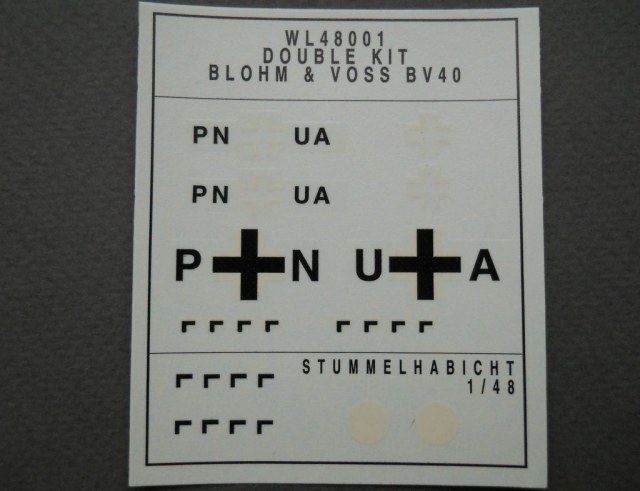 WL48001
DOUBLE KIT
BLOHM & VOSS BV40
PN UA
PN UA
P N U A
STUMMELHABICHT
1/48